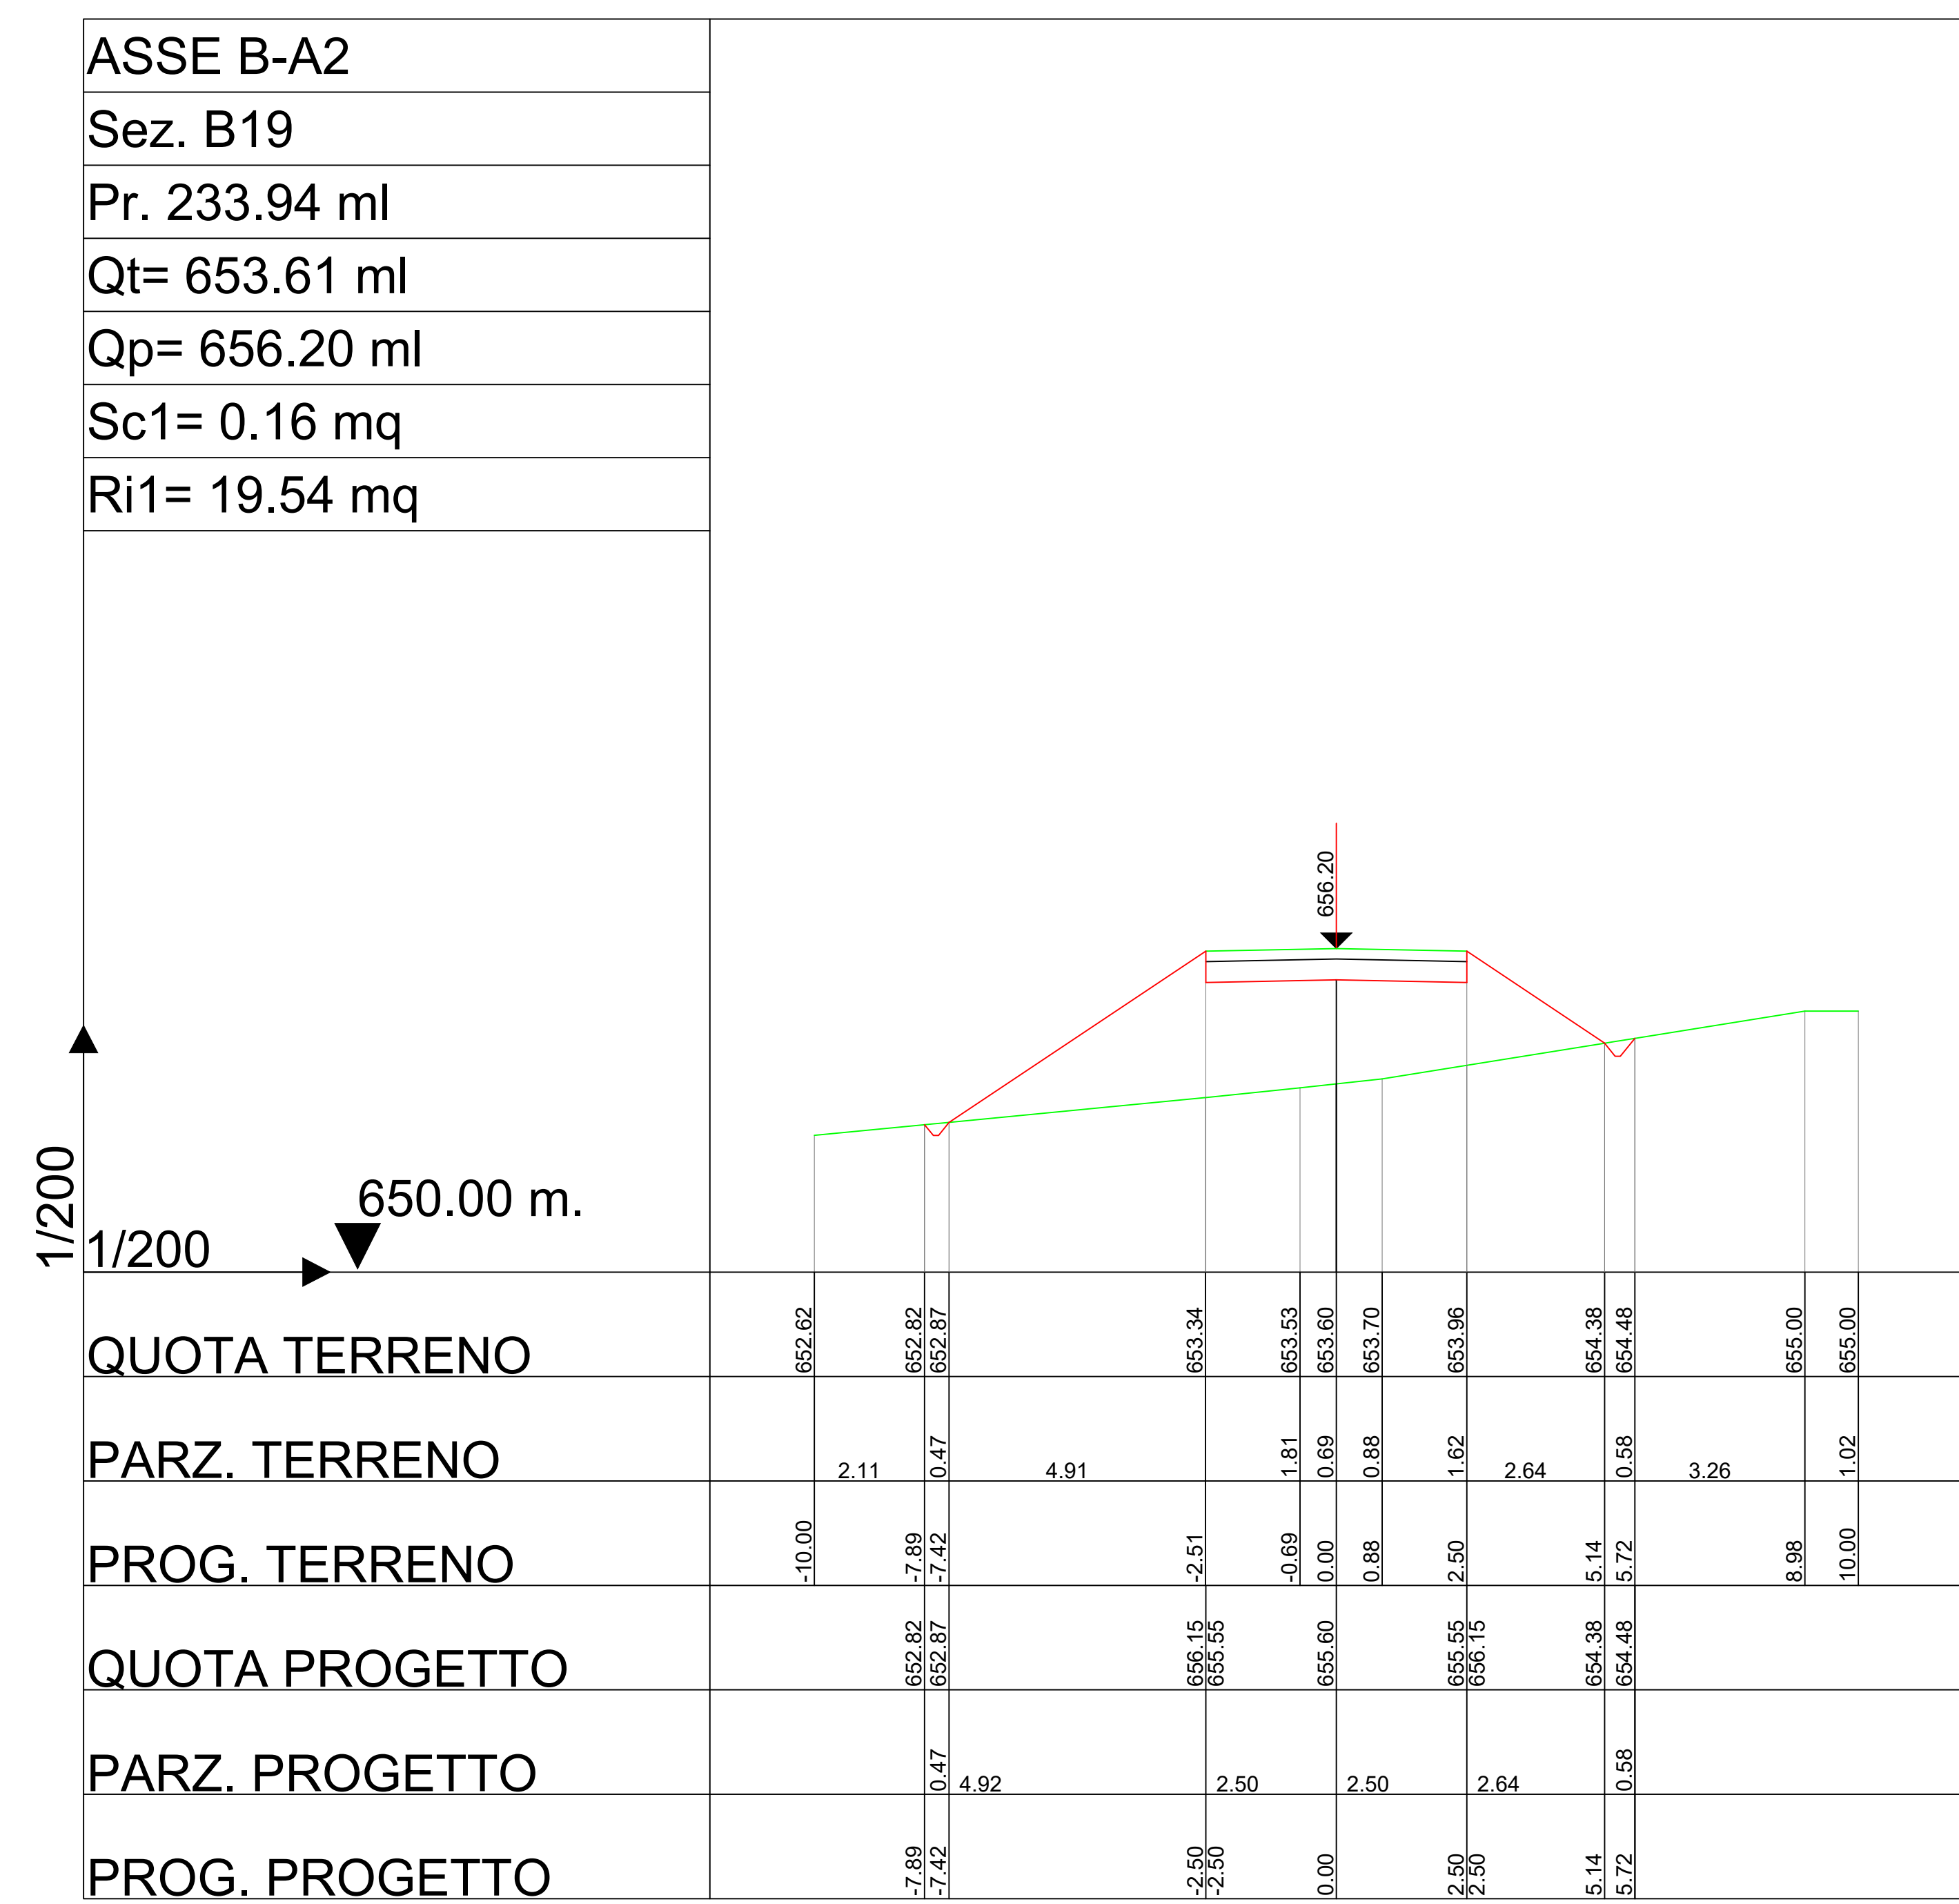 ASSE B-A2
Sez. B19
Pr. 233.94 ml
Qt= 653.61 ml
Qp= 656.20 ml
Sc1= 0.16 mq
Ri1= 19.54 mq
656.20
1/200
650.00 m.
1/200
QUOTA TERRENO 652.62 652.82 652.87 653.34 653.53 653.60 653.70 653.96 654.38 654.48 655.00 655.00
PARZ. TERRENO 2.11 0.47 4.91 1.81 0.69 0.88 1.62 2.64 0.58 3.26 1.02
PROG. TERRENO -10.00 -7.89 -7.42 -2.51 -0.69 0.00 0.88 2.50 5.14 5.72 8.98 10.00
QUOTA PROGETTO 652.82 652.87 656.15 655.55 655.60 655.55 656.15 654.38 654.48
PARZ. PROGETTO 0.47 4.92 2.50 2.50 2.64 0.58
PROG. PROGETTO -7.89 -7.42 -2.50 -2.50 0.00 2.50 2.50 5.14 5.72